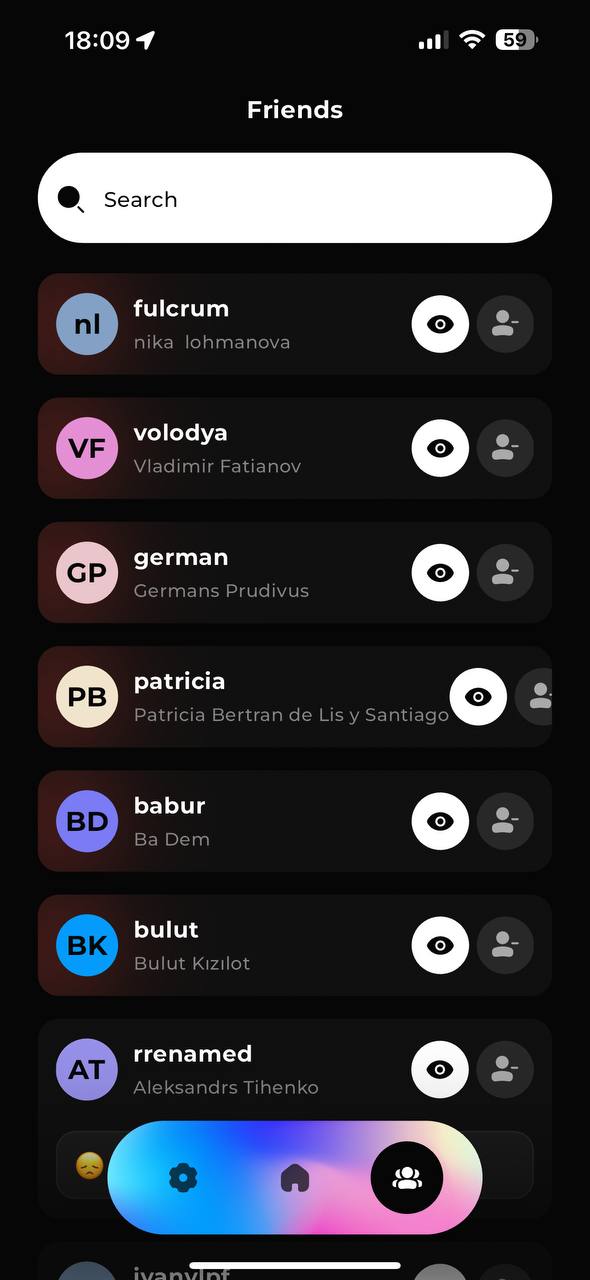 18:09
59
Friends
Search
nl
fulcrum
nika  lohmanova
VF
volodya
Vladimir Fatianov
GP
german
Germans Prudivus
PB
patricia
Patricia Bertran de Lis y Santiago
BD
babur
Ba Dem
BK
bulut
Bulut Kızılot
AT
rrenamed
Aleksandrs Tihenko